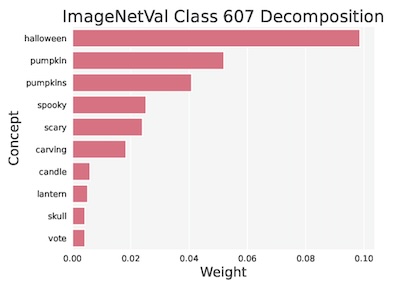 ImageNetVal Class 607 Decomposition
halloween
pumpkin
pumpkins
spooky
scary
carving
candle
lantern
skull
vote
Concept
0.00 0.02 0.04 0.06 0.08 0.10
Weight